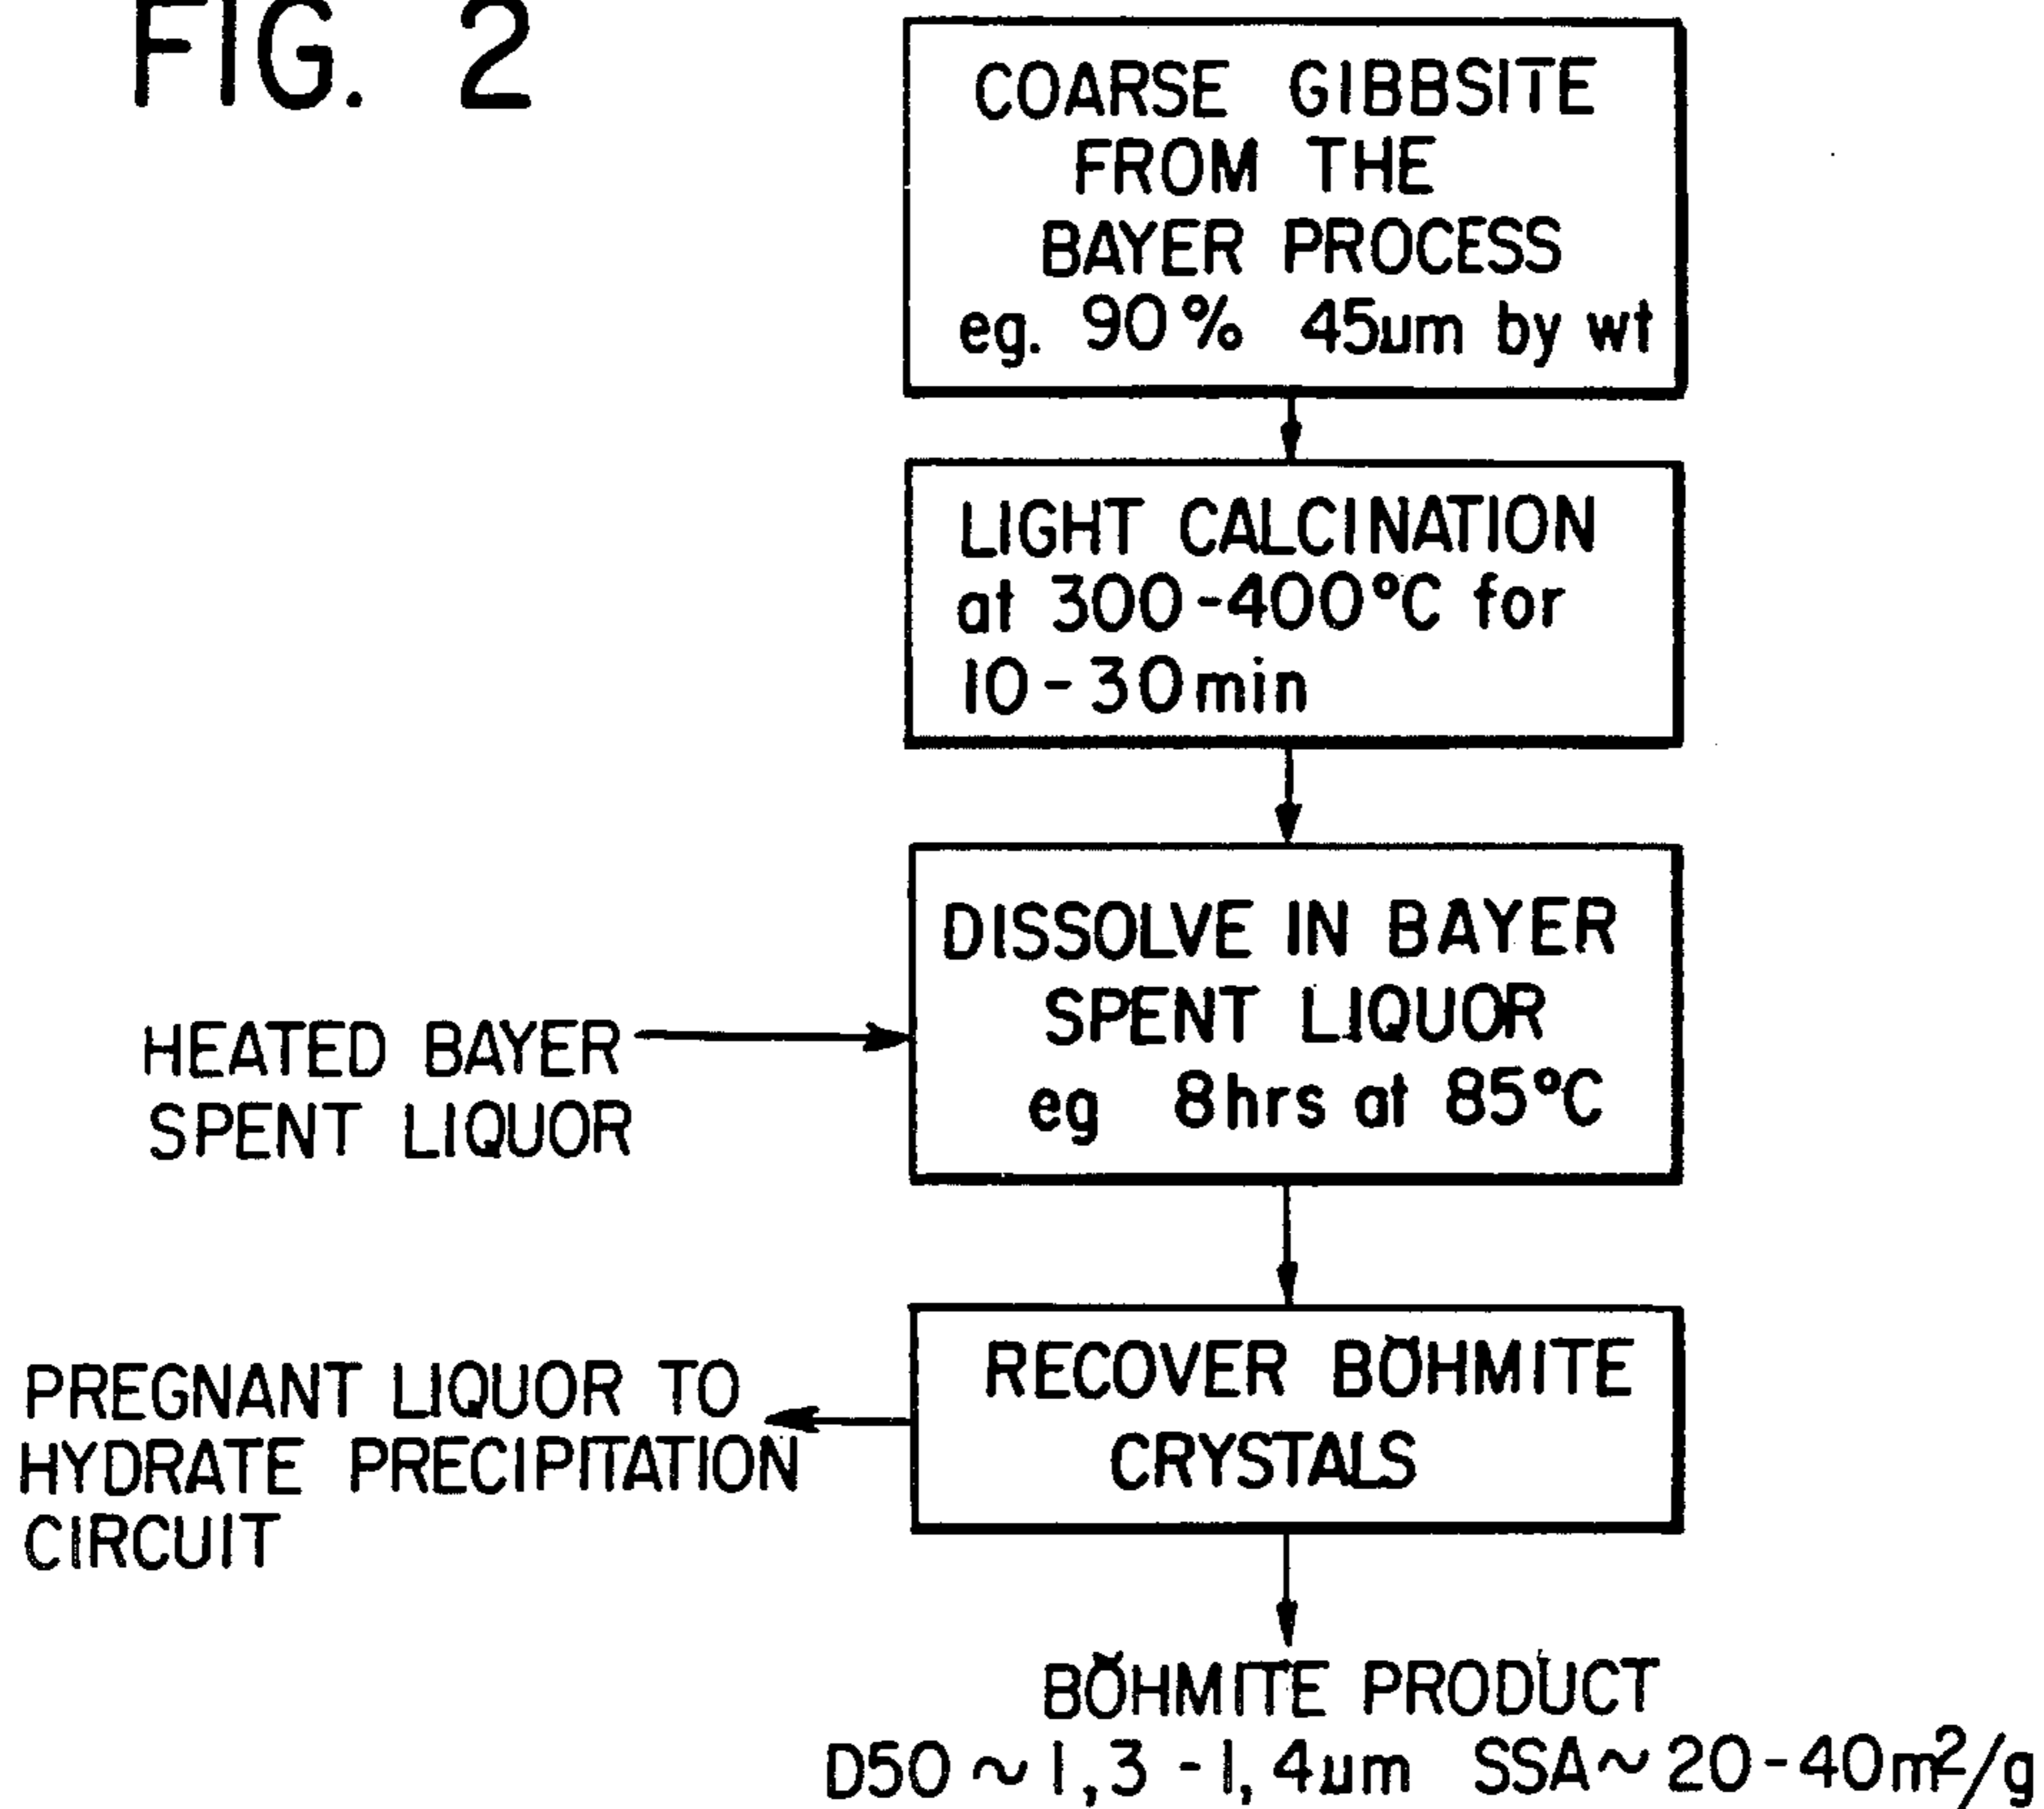 FIG. 2
COARSE GIBBSITE
FROM THE
BAYER PROCESS
eg. 90% 45um by wt
LIGHT CALCINATION
at 300-400°C for
10-30min
DISSOLVE IN BAYER
SPENT LIQUOR
eg 8hrs at 85°C
HEATED BAYER
SPENT LIQUOR
RECOVER BÖHMITE
CRYSTALS
PREGNANT LIQUOR TO
HYDRATE PRECIPITATION
CIRCUIT
BÖHMITE PRODUCT
D50 ~ 1,3 - 1,4um SSA ~ 20-40m²/g